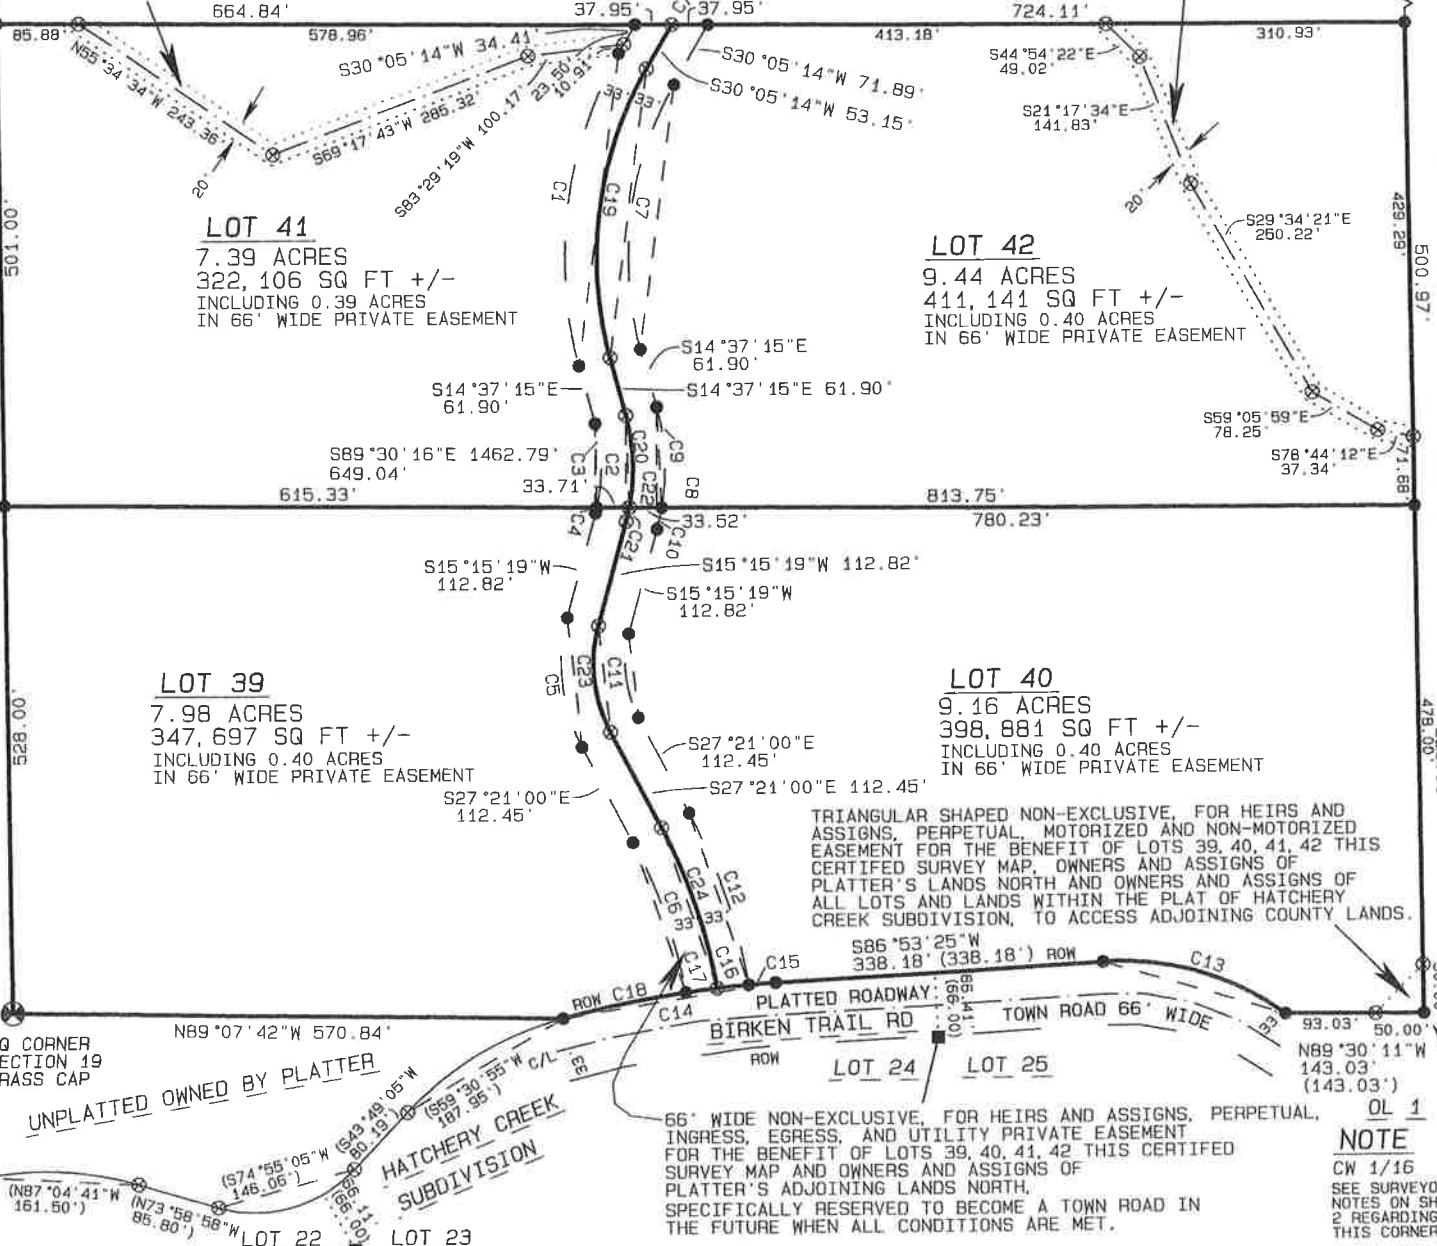 664.84'
37.95'
37.95'
724.11'
85.88'
578.96'
413.18'
310.93'
N55°34'34"W 243.36'
20'
S69°17'43"W 285.32'
S30°05'14"W 34.41'
S83°29'19"W 100.17'
23.50'
10.91'
33'
33'
S30°05'14"W 71.89'
S30°05'14"W 53.15'
S44°54'22"E
49.02'
S21°17'34"E
141.83'
20'
S29°34'21"E
250.22'
S59°05'59"E
78.25'
S78°44'12"E
37.34'
429.29'
500.97'
71.68'
501.00'
C1
C19
C7
LOT 41
7.39 ACRES
322,106 SQ FT +/-
INCLUDING 0.39 ACRES
IN 66' WIDE PRIVATE EASEMENT
LOT 42
9.44 ACRES
411,141 SQ FT +/-
INCLUDING 0.40 ACRES
IN 66' WIDE PRIVATE EASEMENT
S14°37'15"E
61.90'
S14°37'15"E 61.90'
S14°37'15"E
61.90'
S89°30'16"E 1462.79'
649.04'
615.33'
33.71'
C3
C2
C20
C22
C9
C8
813.75'
33.52'
780.23'
C4
C21
C10
S15°15'19"W
112.82'
S15°15'19"W 112.82'
S15°15'19"W
112.82'
C5
C23
C11
LOT 39
7.98 ACRES
347,697 SQ FT +/-
INCLUDING 0.40 ACRES
IN 66' WIDE PRIVATE EASEMENT
LOT 40
9.16 ACRES
398,881 SQ FT +/-
INCLUDING 0.40 ACRES
IN 66' WIDE PRIVATE EASEMENT
528.00'
478.00'
S27°21'00"E
112.45'
S27°21'00"E 112.45'
S27°21'00"E
112.45'
TRIANGULAR SHAPED NON-EXCLUSIVE, FOR HEIRS AND
ASSIGNS, PERPETUAL, MOTORIZED AND NON-MOTORIZED
EASEMENT FOR THE BENEFIT OF LOTS 39,40,41,42 THIS
CERTIFED SURVEY MAP, OWNERS AND ASSIGNS OF
PLATTER'S LANDS NORTH AND OWNERS AND ASSIGNS OF
ALL LOTS AND LANDS WITHIN THE PLAT OF HATCHERY
CREEK SUBDIVISION, TO ACCESS ADJOINING COUNTY LANDS.
C6
C24
C12
33'
33'
C17
C16
C15
S86°53'25"W
338.18' (338.18') ROW
C13
ROW C18
C14
PLATTED ROADWAY
66.14'
(66.00')
BIRKEN TRAIL RD
TOWN ROAD 66' WIDE
ROW
C/L
33
33
93.03'
50.00'
N89°30'11"W
143.03'
(143.03')
N89°07'42"W 570.84'
Q CORNER
ECTION 19
RASS CAP
UNPLATTED OWNED BY PLATTER
(S59°30'55"W
187.95')
(S43°49'05"W
80.19')
(S74°55'05"W
146.06')
(N87°04'41"W
161.50')
(N73°58'58"W
85.80')
66.11'
(66.00')
HATCHERY CREEK
SUBDIVISION
LOT 22
LOT 23
LOT 24
LOT 25
OL 1
66' WIDE NON-EXCLUSIVE, FOR HEIRS AND ASSIGNS, PERPETUAL,
INGRESS, EGRESS, AND UTILITY PRIVATE EASEMENT
FOR THE BENEFIT OF LOTS 39,40,41,42 THIS CERTIFED
SURVEY MAP AND OWNERS AND ASSIGNS OF
PLATTER'S ADJOINING LANDS NORTH,
SPECIFICALLY RESERVED TO BECOME A TOWN ROAD IN
THE FUTURE WHEN ALL CONDITIONS ARE MET.
NOTE
CW 1/16
SEE SURVEYO
NOTES ON SH
2 REGARDING
THIS CORNER